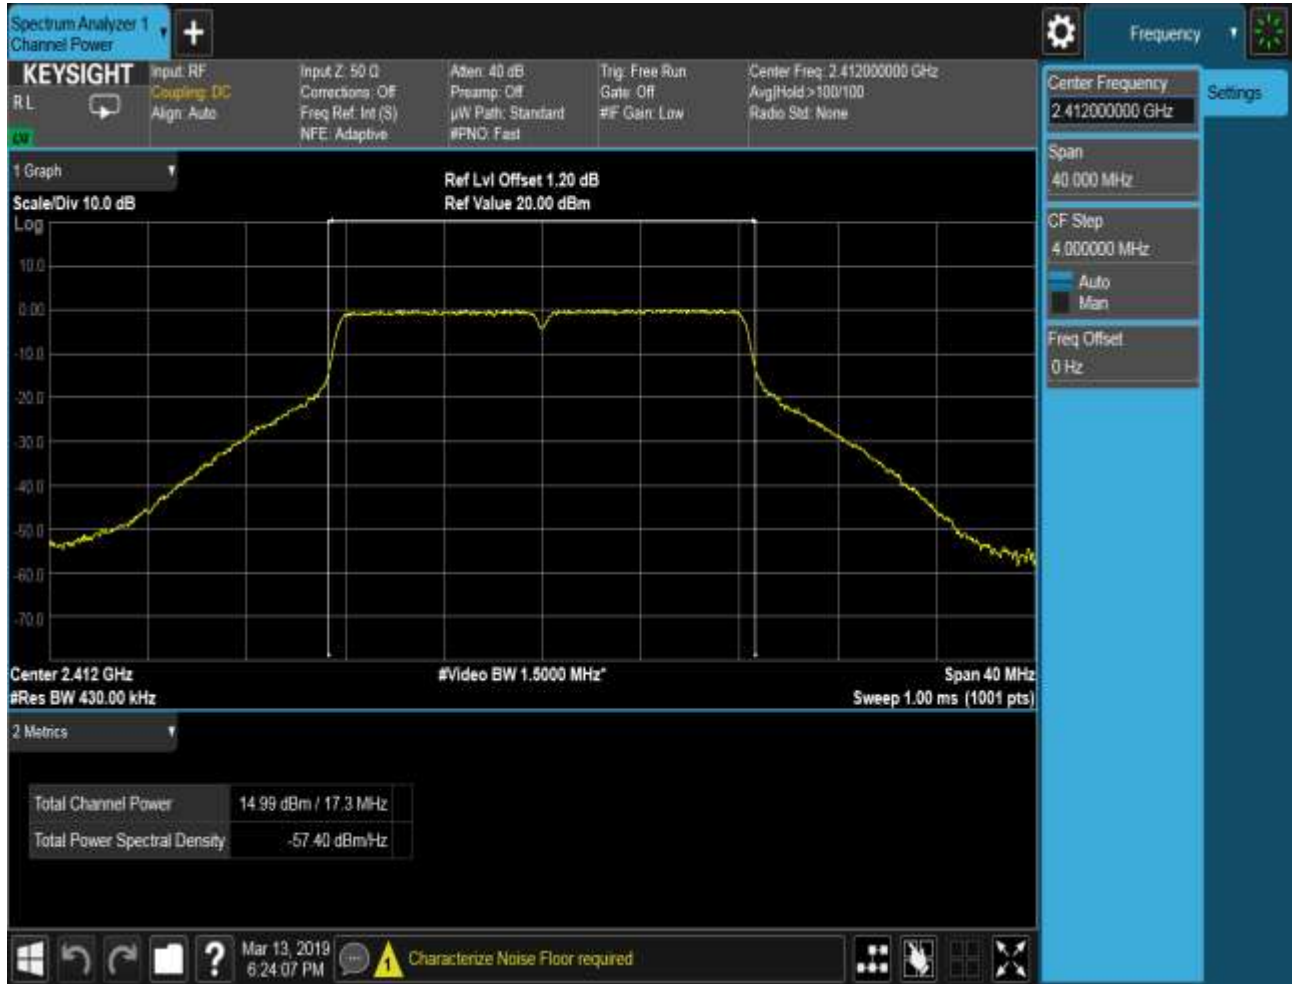 Spectrum Analyzer 1
Channel Power
+
Frequency
KEYSIGHT
RL
LXI
Input: RF
Coupling: DC
Align: Auto
Input Z: 50 Ω
Corrections: Off
Freq Ref: Int (S)
NFE: Adaptive
Atten: 40 dB
Preamp: Off
µW Path: Standard
#PNO: Fast
Trig: Free Run
Gate: Off
#IF Gain: Low
Center Freq: 2.412000000 GHz
Avg|Hold:>100/100
Radio Std: None
Center Frequency
2.412000000 GHz
Settings
Span
40.000 MHz
CF Step
4.000000 MHz
Auto
Man
Freq Offset
0 Hz
1 Graph
Scale/Div 10.0 dB
Ref Lvl Offset 1.20 dB
Ref Value 20.00 dBm
Log
10.0
0.00
-10.0
-20.0
-30.0
-40.0
-50.0
-60.0
-70.0
Center 2.412 GHz
#Video BW 1.5000 MHz*
Span 40 MHz
#Res BW 430.00 kHz
Sweep 1.00 ms (1001 pts)
2 Metrics
Total Channel Power 14.99 dBm / 17.3 MHz
Total Power Spectral Density -57.40 dBm/Hz
?
Mar 13, 2019
6:24:07 PM
1
Characterize Noise Floor required